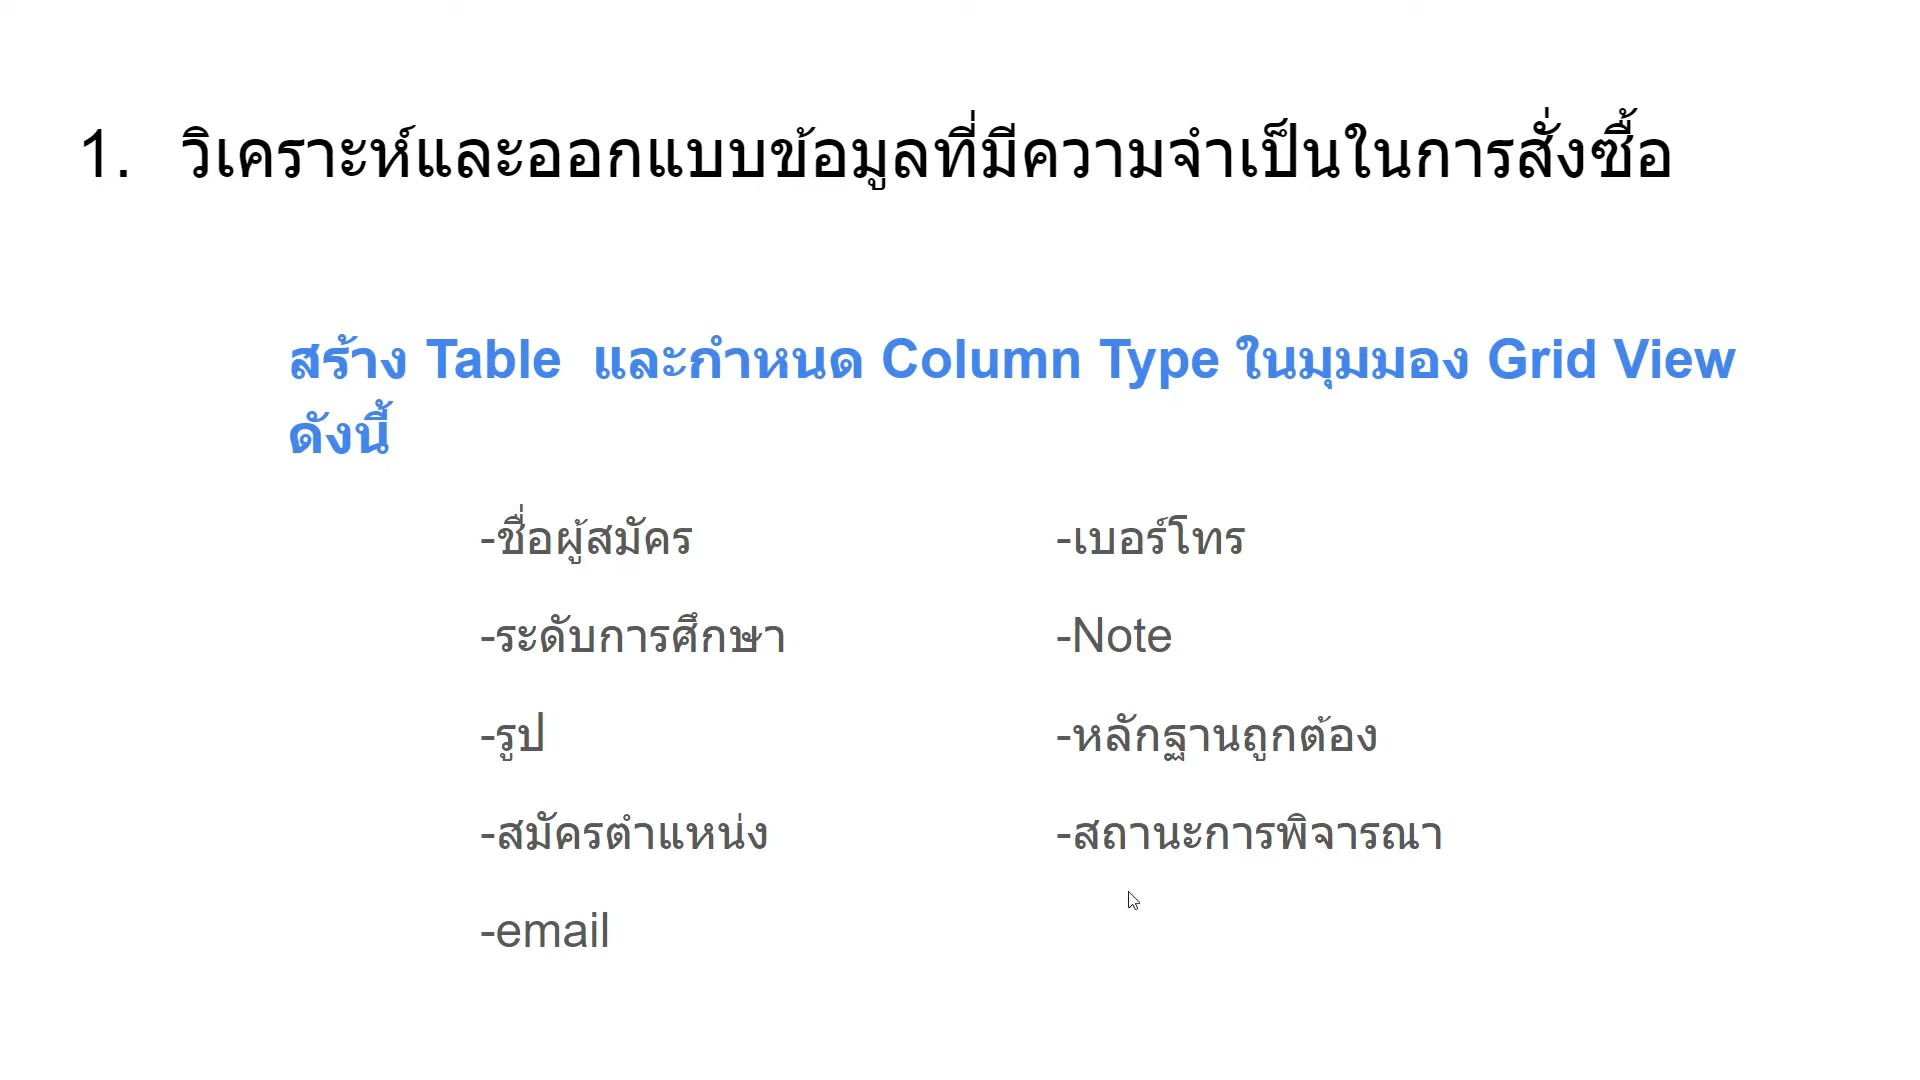 1. วิเคราะห์และออกแบบข้อมูลที่มีความจำเป็นในการสั่งซื้อ
สร้าง Table และกำหนด Column Type ในมุมมอง Grid View
ดังนี้
-ชื่อผู้สมัคร
-ระดับการศึกษา
-รูป
-สมัครตำแหน่ง
-email
-เบอร์โทร
-Note
-หลักฐานถูกต้อง
-สถานะการพิจารณา